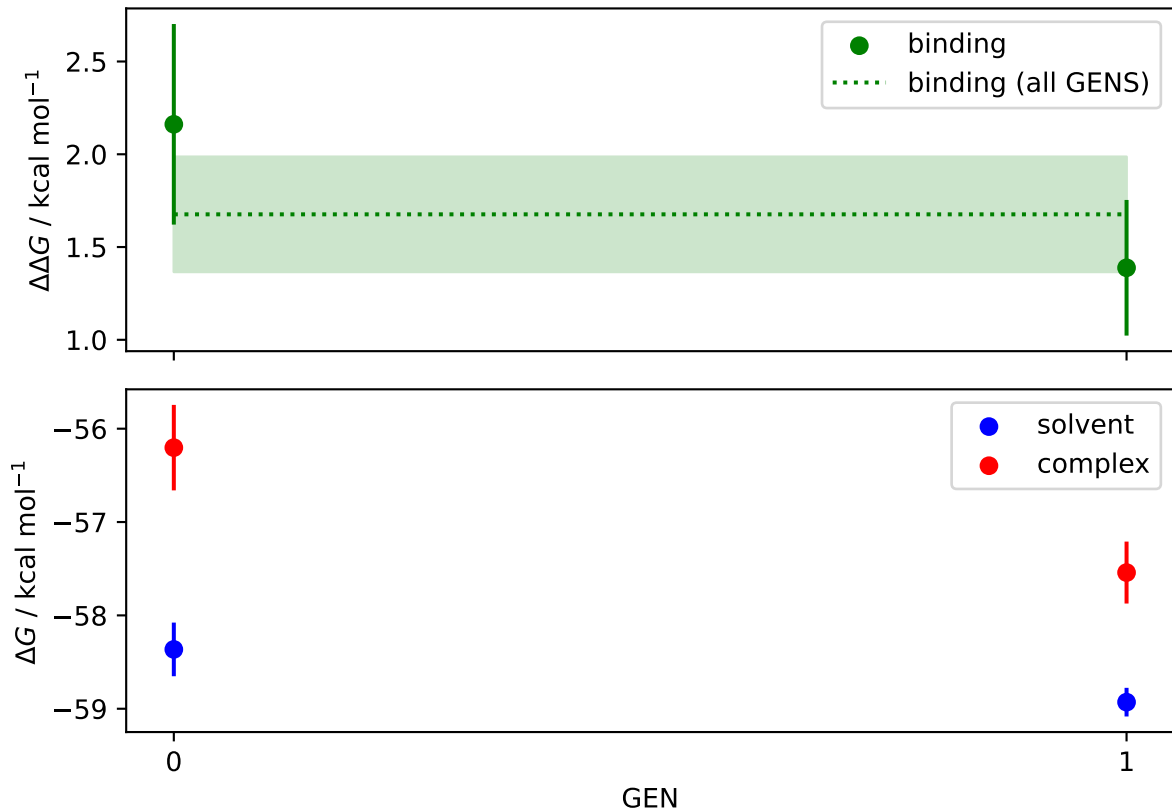 ΔΔG / kcal mol⁻¹
2.5
2.0
1.5
1.0
binding
binding (all GENS)
ΔG / kcal mol⁻¹
−56
−57
−58
−59
solvent
complex
0
1
GEN